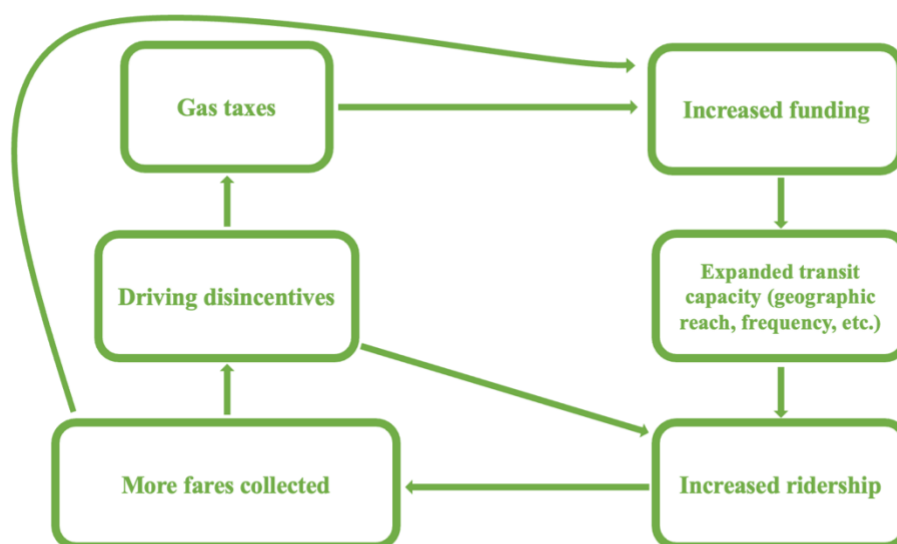 Gas taxes
Increased funding
Driving disincentives
Expanded transit
capacity (geographic
reach, frequency, etc.)
More fares collected
Increased ridership